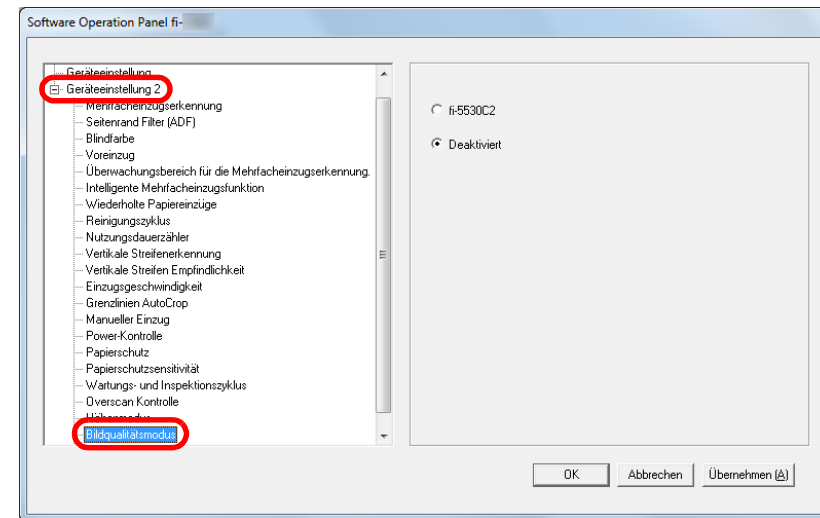 Software Operation Panel fi-
Geräteeinstellung
Geräteeinstellung 2
Mehrfacheinzugserkennung
Seitenrand Filter (ADF)
Blindfarbe
Voreinzug
Überwachungsbereich für die Mehrfacheinzugserkennung.
Intelligente Mehrfacheinzugsfunktion
Wiederholte Papiereinzüge
Reinigungszyklus
Nutzungsdauerzähler
Vertikale Streifenerkennung
Vertikale Streifen Empfindlichkeit
Einzugsgeschwindigkeit
Grenzlinien AutoCrop
Manueller Einzug
Power-Kontrolle
Papierschutz
Papierschutzsensitivität
Wartungs- und Inspektionszyklus
Overscan Kontrolle
Höhenmodus
Bildqualitätsmodus
fi-5530C2
Deaktiviert
OK
Abbrechen
Übernehmen (A)